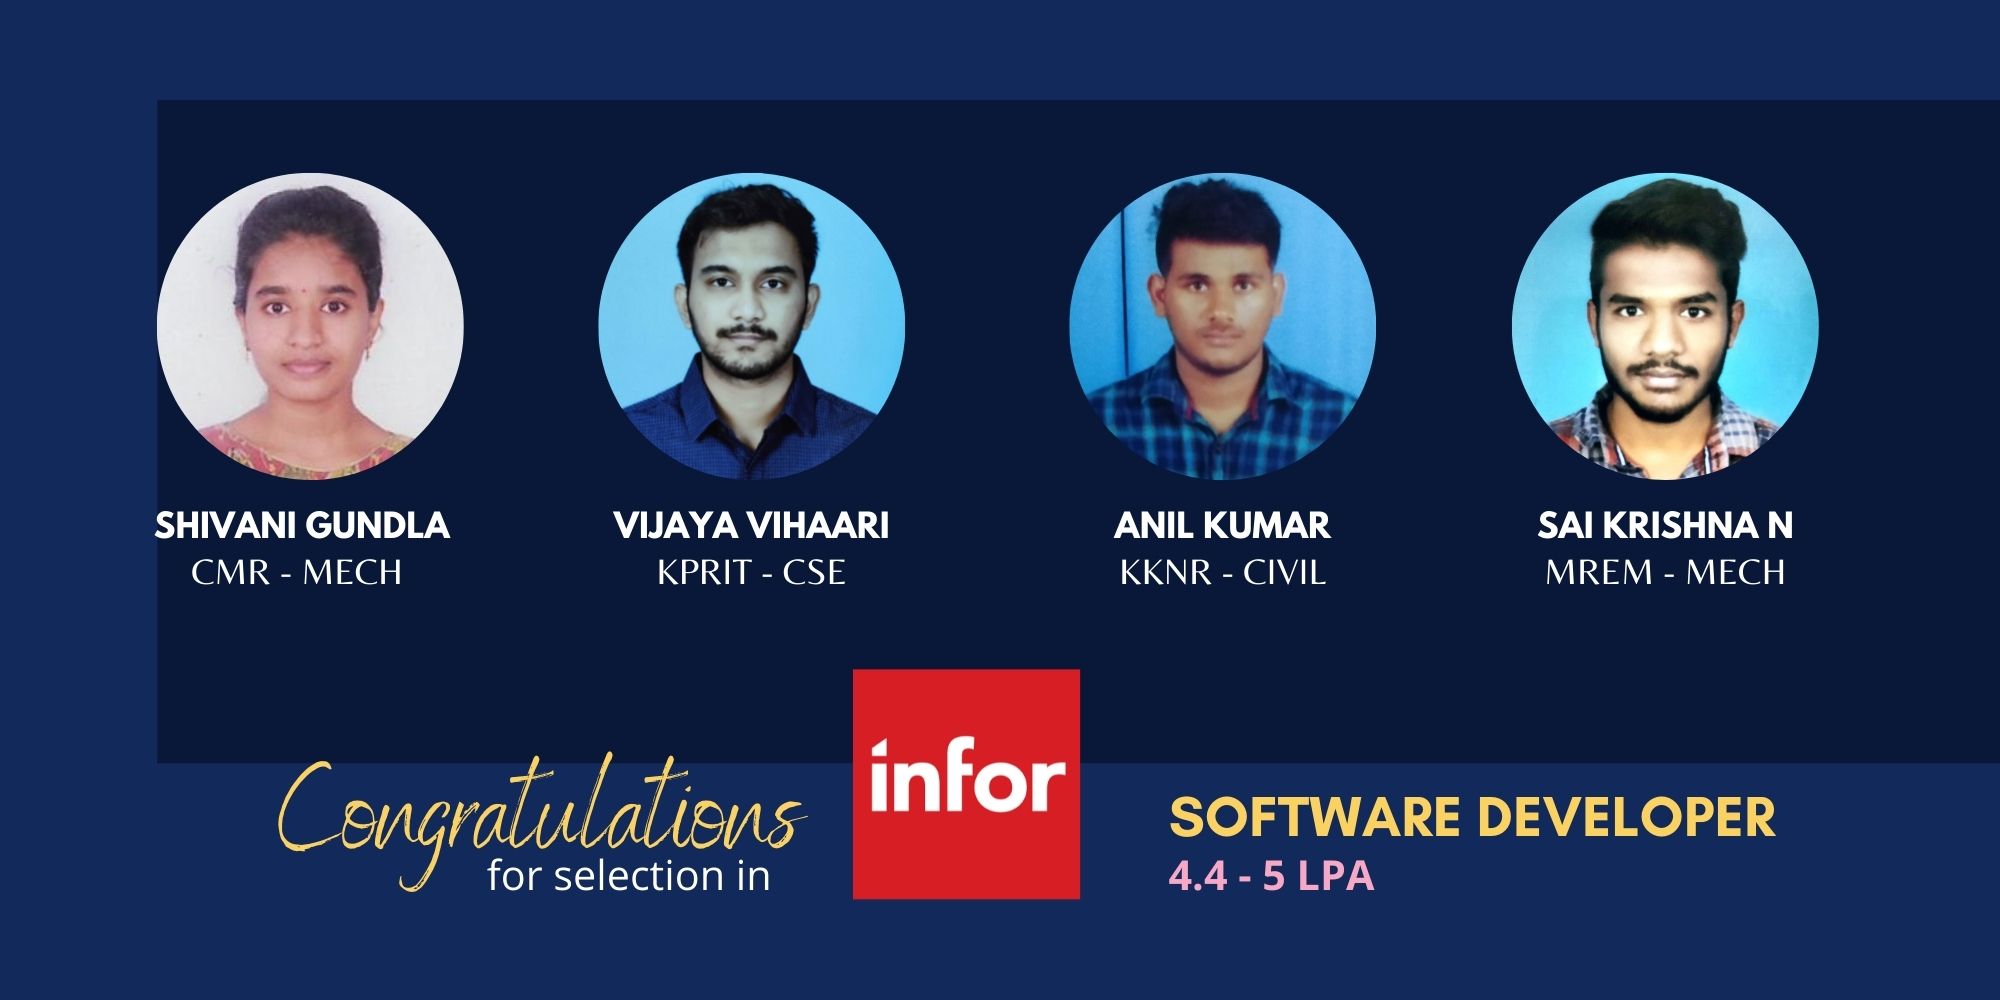 SHIVANI GUNDLA
CMR - MECH
VIJAYA VIHAARI
KPRIT - CSE
ANIL KUMAR
KKNR - CIVIL
SAI KRISHNA N
MREM - MECH
Congratulations
for selection in
infor
SOFTWARE DEVELOPER
4.4 - 5 LPA